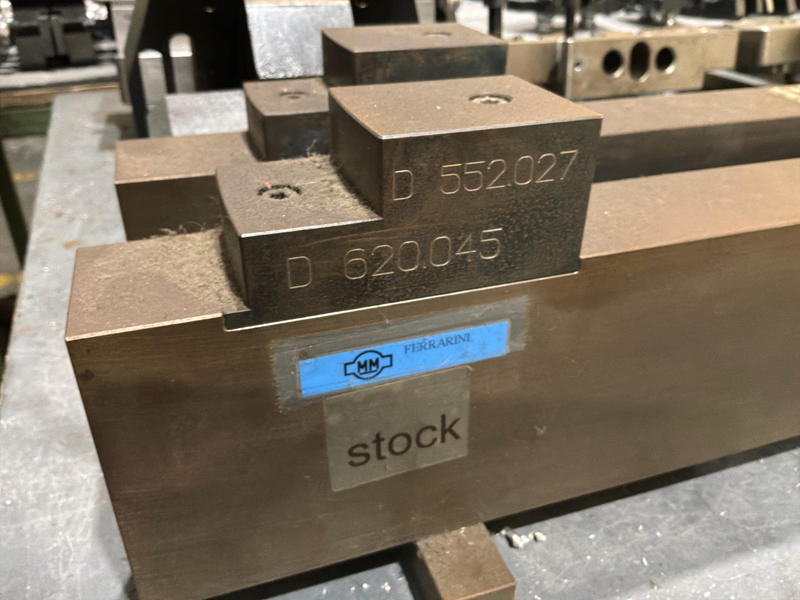 D 552.027
D 620.045
MM FERRARINI
stock